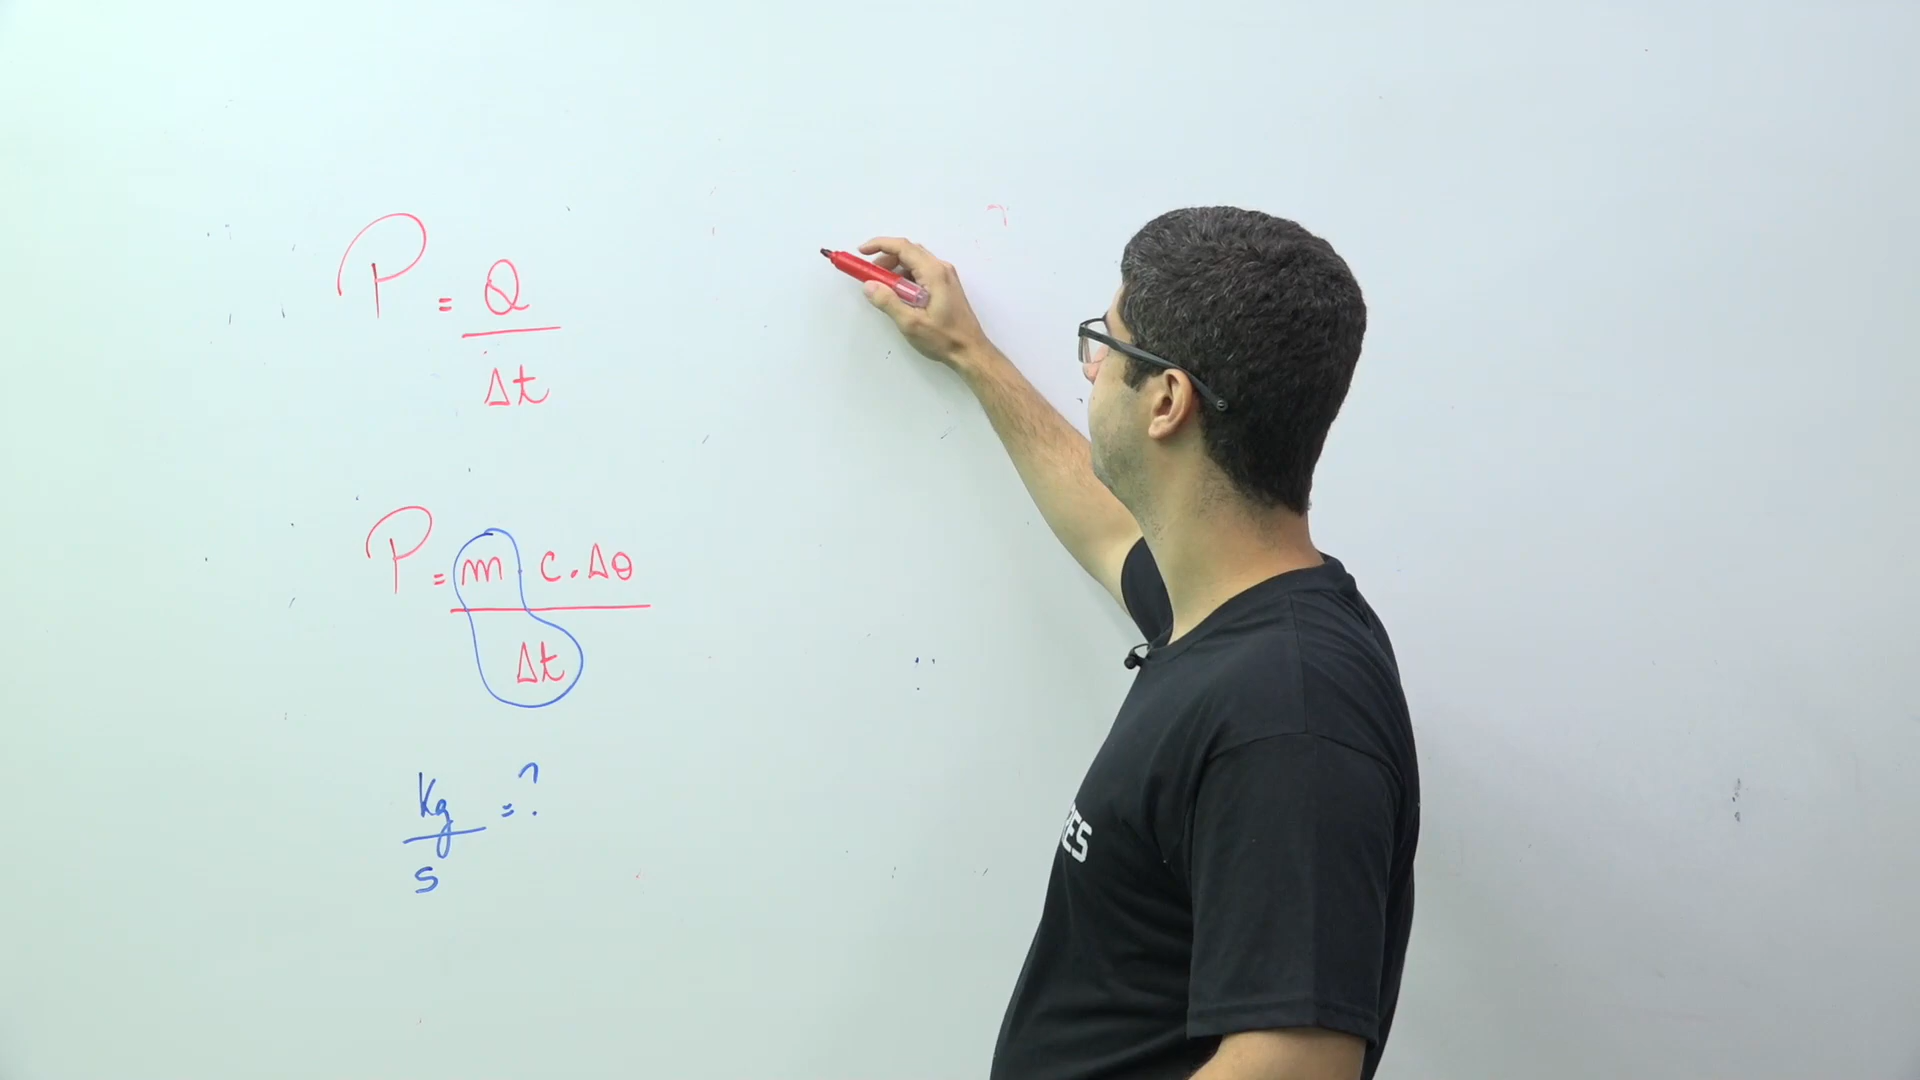 P = Q
Δt
P = m c . Δθ
Δt
Kg = ?
s